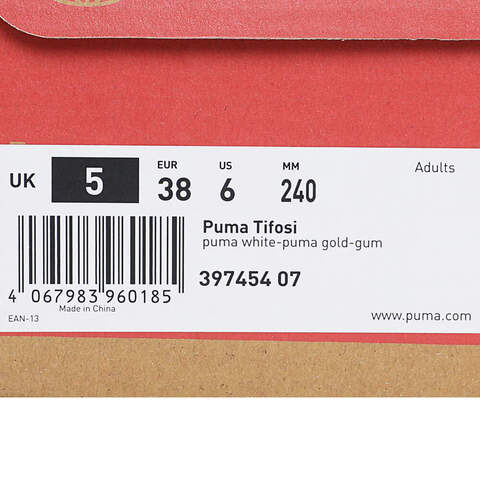 Adults
UK 5 EUR 38 US 6 MM 240
Puma Tifosi
puma white-puma gold-gum
397454 07
4 067983 960185
Made in China
EAN-13
www.puma.com